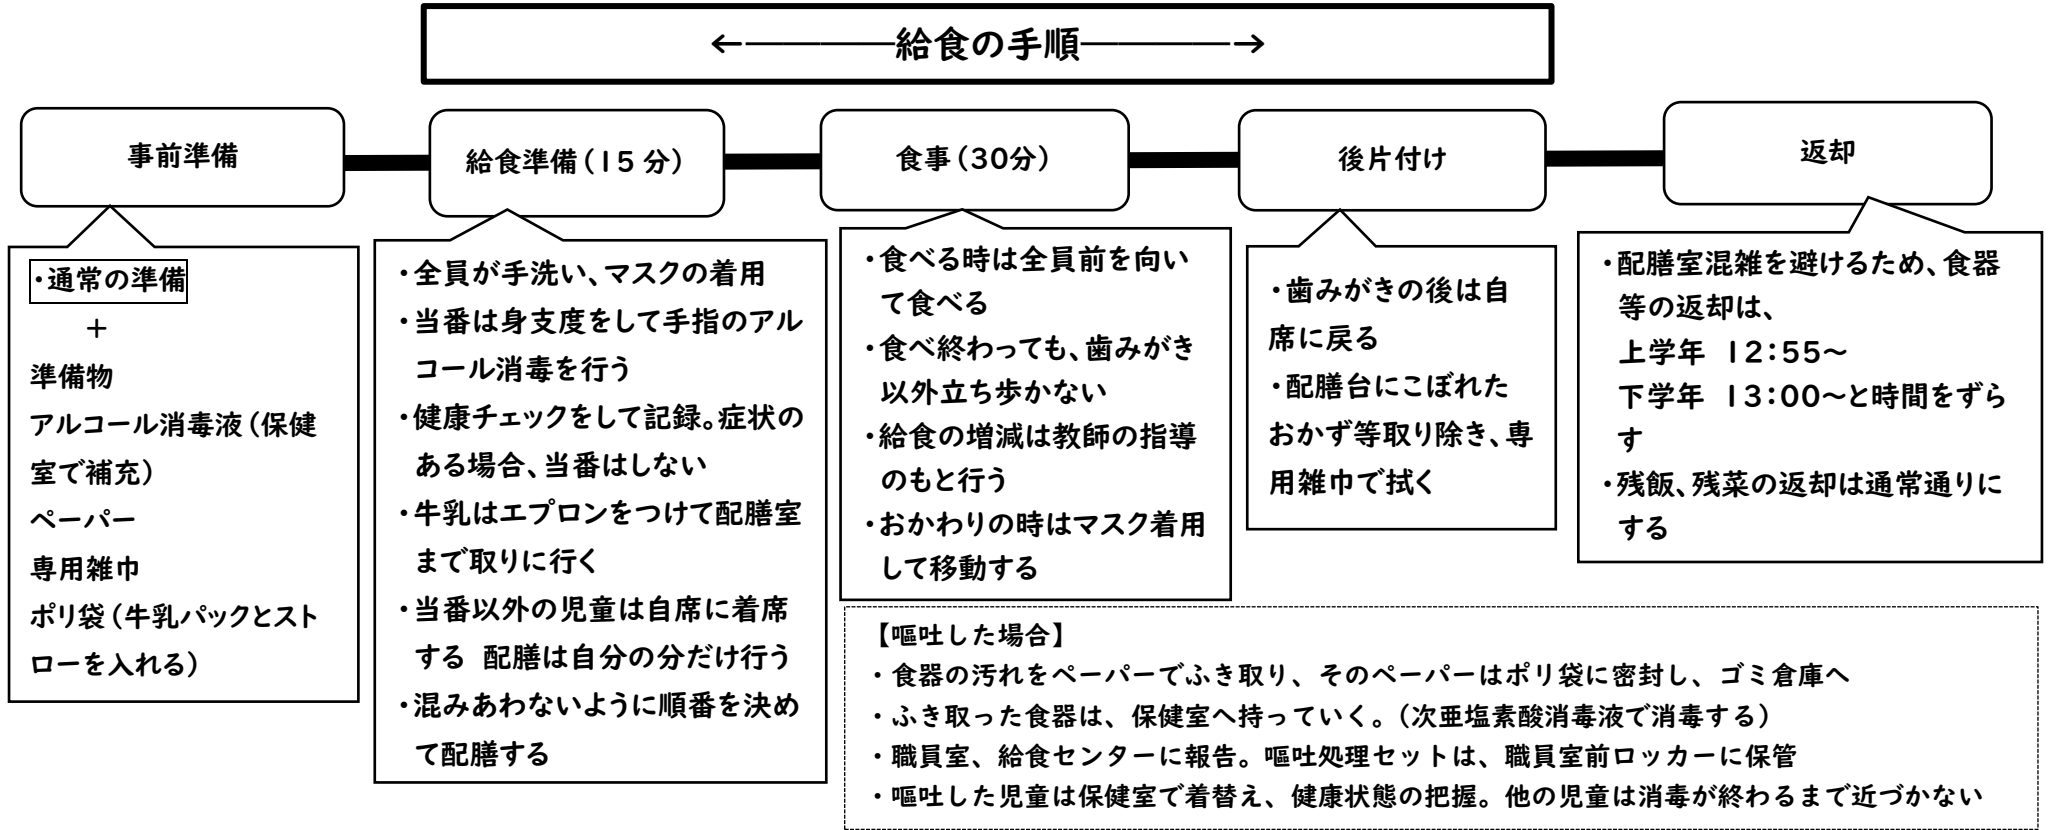 ←————給食の手順————→
事前準備
給食準備(15分)
食事(30分)
後片付け
返却
・通常の準備
＋
準備物
アルコール消毒液(保健
室で補充)
ペーパー
専用雑巾
ポリ袋(牛乳パックとスト
ローを入れる)
・全員が手洗い、マスクの着用
・当番は身支度をして手指のアル
コール消毒を行う
・健康チェックをして記録。症状の
ある場合、当番はしない
・牛乳はエプロンをつけて配膳室
まで取りに行く
・当番以外の児童は自席に着席
する 配膳は自分の分だけ行う
・混みあわないように順番を決め
て配膳する
・食べる時は全員前を向い
て食べる
・食べ終わっても、歯みがき
以外立ち歩かない
・給食の増減は教師の指導
のもと行う
・おかわりの時はマスク着用
して移動する
・歯みがきの後は自
席に戻る
・配膳台にこぼれた
おかず等取り除き、専
用雑巾で拭く
・配膳室混雑を避けるため、食器
等の返却は、
上学年 12：55～
下学年 13：00～と時間をずら
す
・残飯、残菜の返却は通常通りに
する
【嘔吐した場合】
・食器の汚れをペーパーでふき取り、そのペーパーはポリ袋に密封し、ゴミ倉庫へ
・ふき取った食器は、保健室へ持っていく。(次亜塩素酸消毒液で消毒する)
・職員室、給食センターに報告。嘔吐処理セットは、職員室前ロッカーに保管
・嘔吐した児童は保健室で着替え、健康状態の把握。他の児童は消毒が終わるまで近づかない